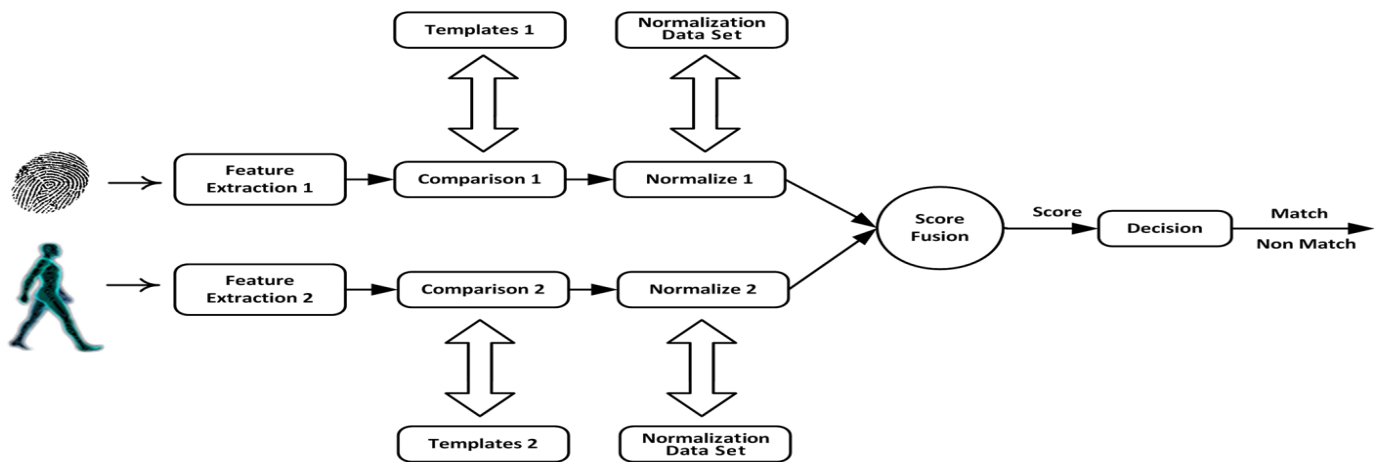 Templates 1
Normalization
Data Set
Feature
Extraction 1
Comparison 1
Normalize 1
Score
Fusion
Score
Decision
Match
Non Match
Feature
Extraction 2
Comparison 2
Normalize 2
Templates 2
Normalization
Data Set